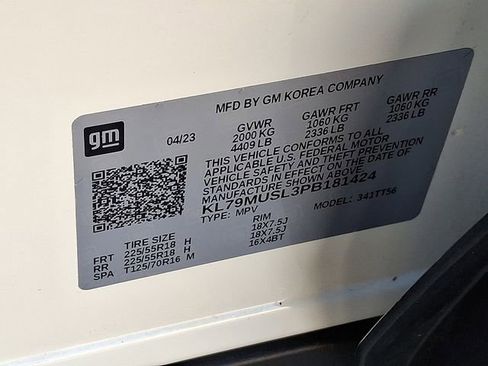 MFD BY GM KOREA COMPANY
gm
04/23
GVWR GAWR FRT GAWR RR
2000 KG 1060 KG 1060 KG
4409 LB 2336 LB 2336 LB
THIS VEHICLE CONFORMS TO ALL
APPLICABLE U.S. FEDERAL MOTOR
VEHICLE SAFETY AND THEFT PREVENTION
STANDARDS IN EFFECT ON THE DATE OF
MANUFACTURE SHOWN ABOVE.
KL79MUSL3PB181424
TYPE: MPV MODEL: 341TT56
TIRE SIZE RIM
FRT 225/55R18 H 18X7.5J
RR 225/55R18 H 18X7.5J
SPA T125/70R16 M 16X4BT